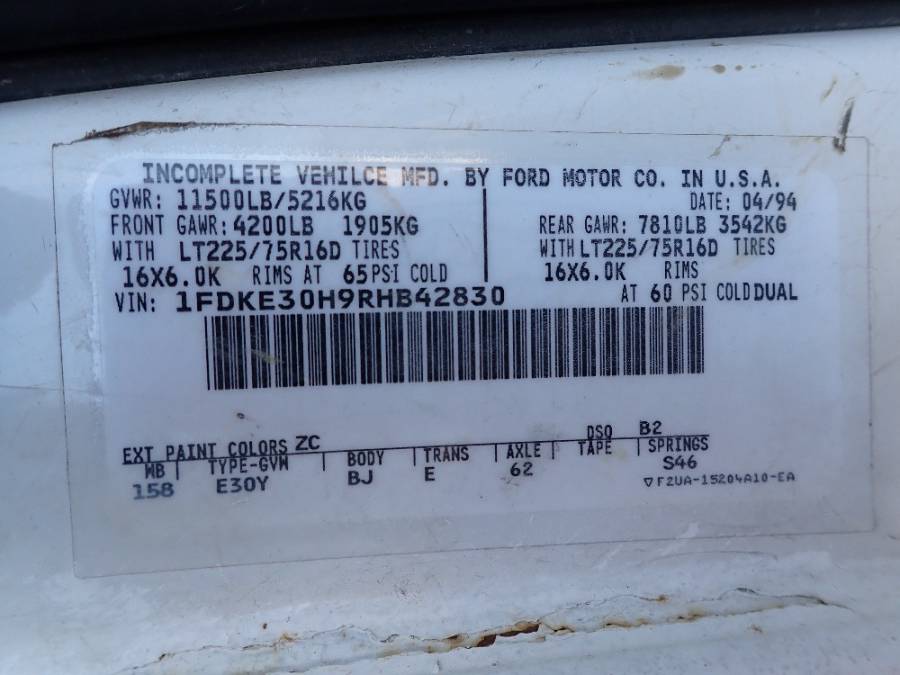 INCOMPLETE VEHILCE MFD. BY FORD MOTOR CO. IN U.S.A.
GVWR: 11500LB/5216KG DATE: 04/94
FRONT GAWR: 4200LB 1905KG REAR GAWR: 7810LB 3542KG
WITH LT225/75R16D TIRES WITH LT225/75R16D TIRES
16X6.0K RIMS AT 65 PSI COLD 16X6.0K RIMS
VIN: 1FDKE30H9RHB42830 AT 60 PSI COLD DUAL
EXT PAINT COLORS ZC DSO B2
WB TYPE-GVW BODY TRANS AXLE TAPE SPRINGS
158 E30Y BJ E 62 S46
▽F2UA-15204A10-EA